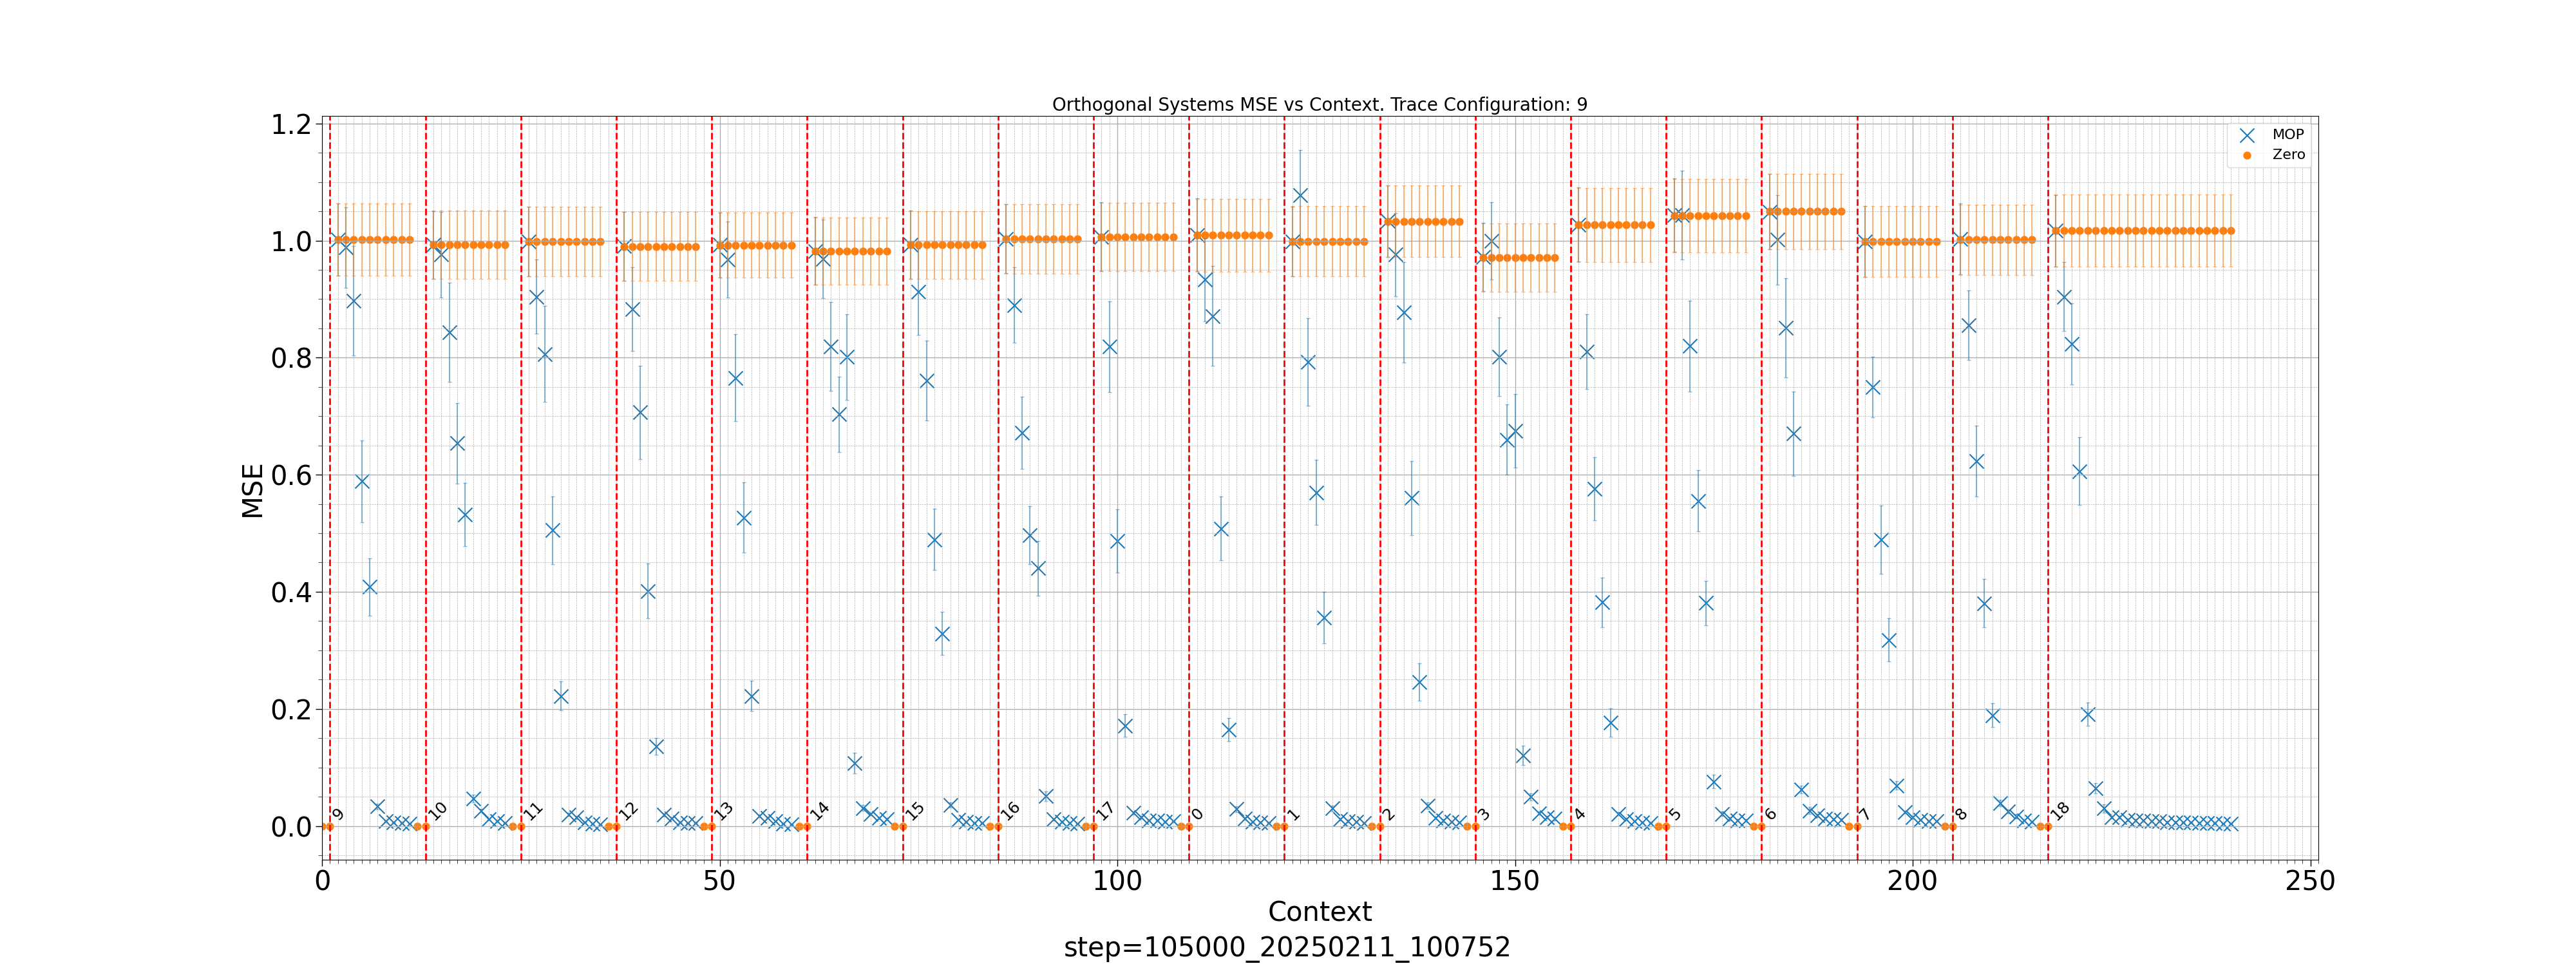 Orthogonal Systems MSE vs Context. Trace Configuration: 9
MOP
Zero
1.2
1.0
0.8
0.6
0.4
0.2
0.0
MSE
9 10 11 12 13 14 15 16 17 0 1 2 3 4 5 6 7 8 18
0 50 100 150 200 250
Context
step=105000_20250211_100752